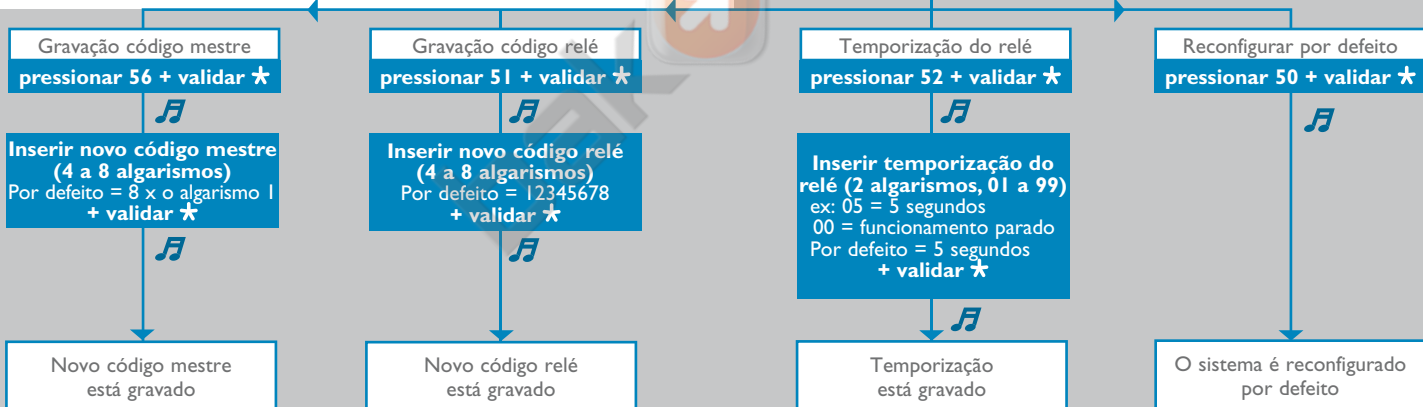 Gravação código mestre
pressionar 56 + validar *
Inserir novo código mestre
(4 a 8 algarismos)
Por defeito = 8 x o algarismo 1
+ validar *
Novo código mestre
está gravado
Gravação código relé
pressionar 51 + validar *
Inserir novo código relé
(4 a 8 algarismos)
Por defeito = 12345678
+ validar *
Novo código relé
está gravado
Temporização do relé
pressionar 52 + validar *
Inserir temporização do
relé (2 algarismos, 01 a 99)
ex: 05 = 5 segundos
00 = funcionamento parado
Por defeito = 5 segundos
+ validar *
Temporização
está gravado
Reconfigurar por defeito
pressionar 50 + validar *
O sistema é reconfigurado
por defeito